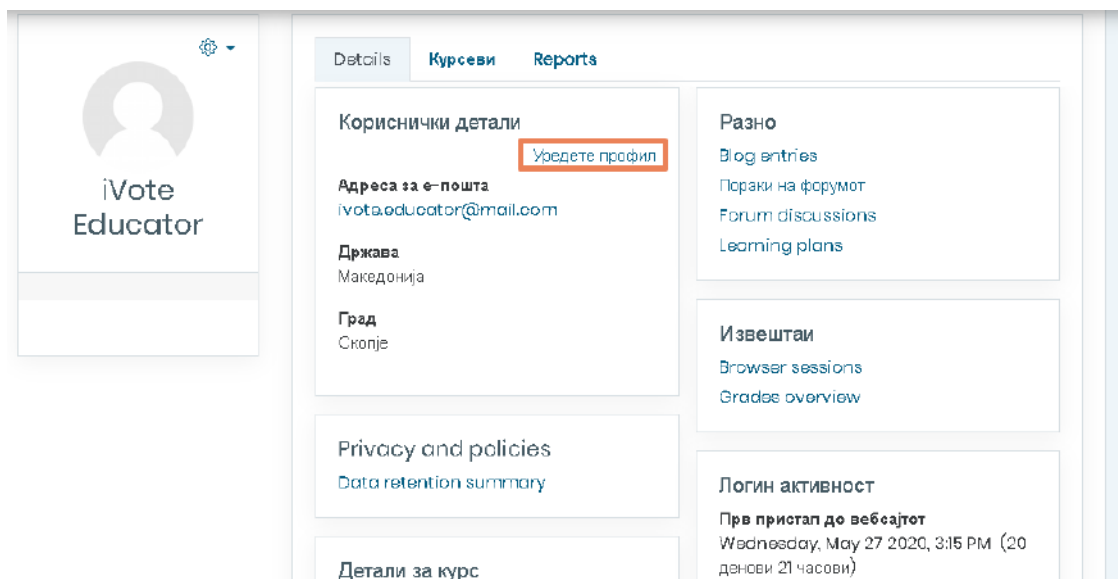 iVote
Educator
Details Курсеви Reports
Кориснички детали
Уредете профил
Адреса за е-пошта
ivote.educator@mail.com
Држава
Македонија
Град
Скопје
Privacy and policies
Data retention summary
Детали за курс
Разно
Blog entries
Пораки на форумот
Forum discussions
Learning plans
Извештаи
Browser sessions
Grades overview
Логин активност
Прв пристап до вебсајтот
Wednesday, May 27 2020, 3:15 PM (20
денови 21 часови)